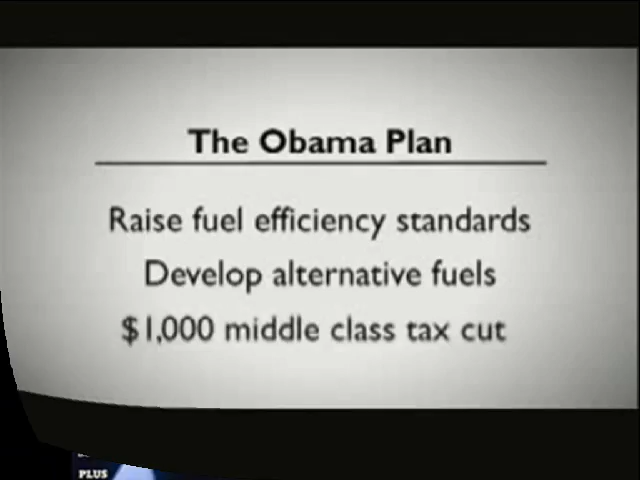 The Obama Plan
Raise fuel efficiency standards
Develop alternative fuels
$1,000 middle class tax cut
PLUS